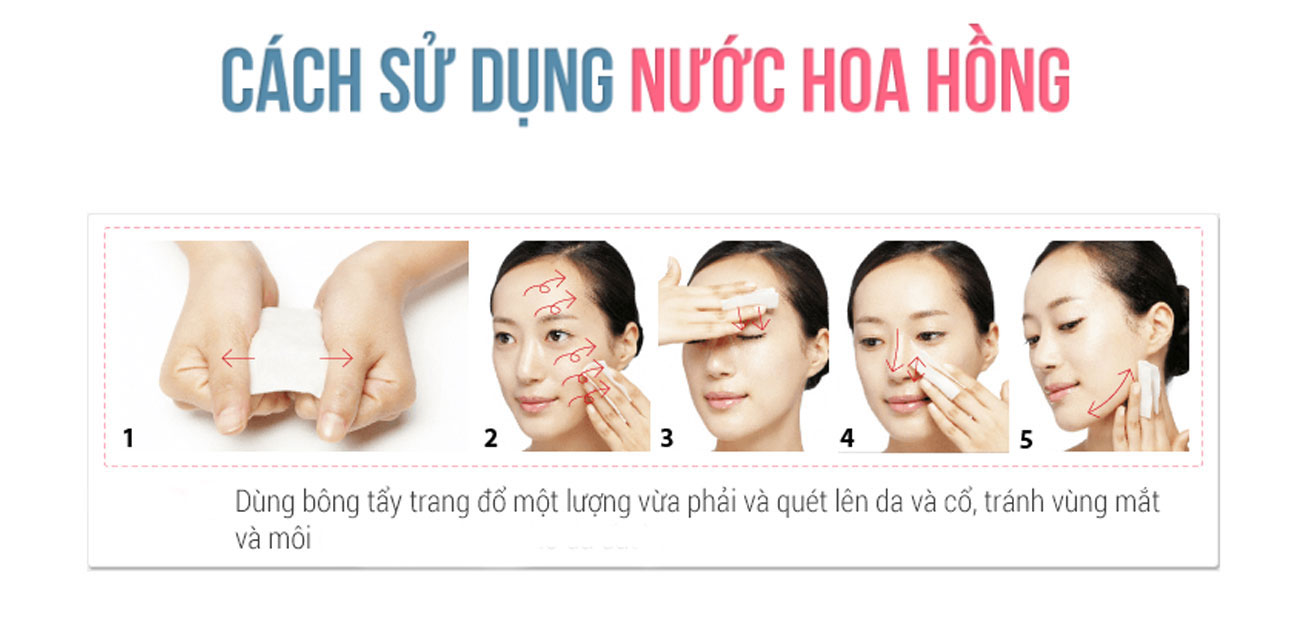 CÁCH SỬ DỤNG NƯỚC HOA HỒNG
1 2 3 4 5
Dùng bông tẩy trang đổ một lượng vừa phải và quét lên da và cổ, tránh vùng mắt
và môi